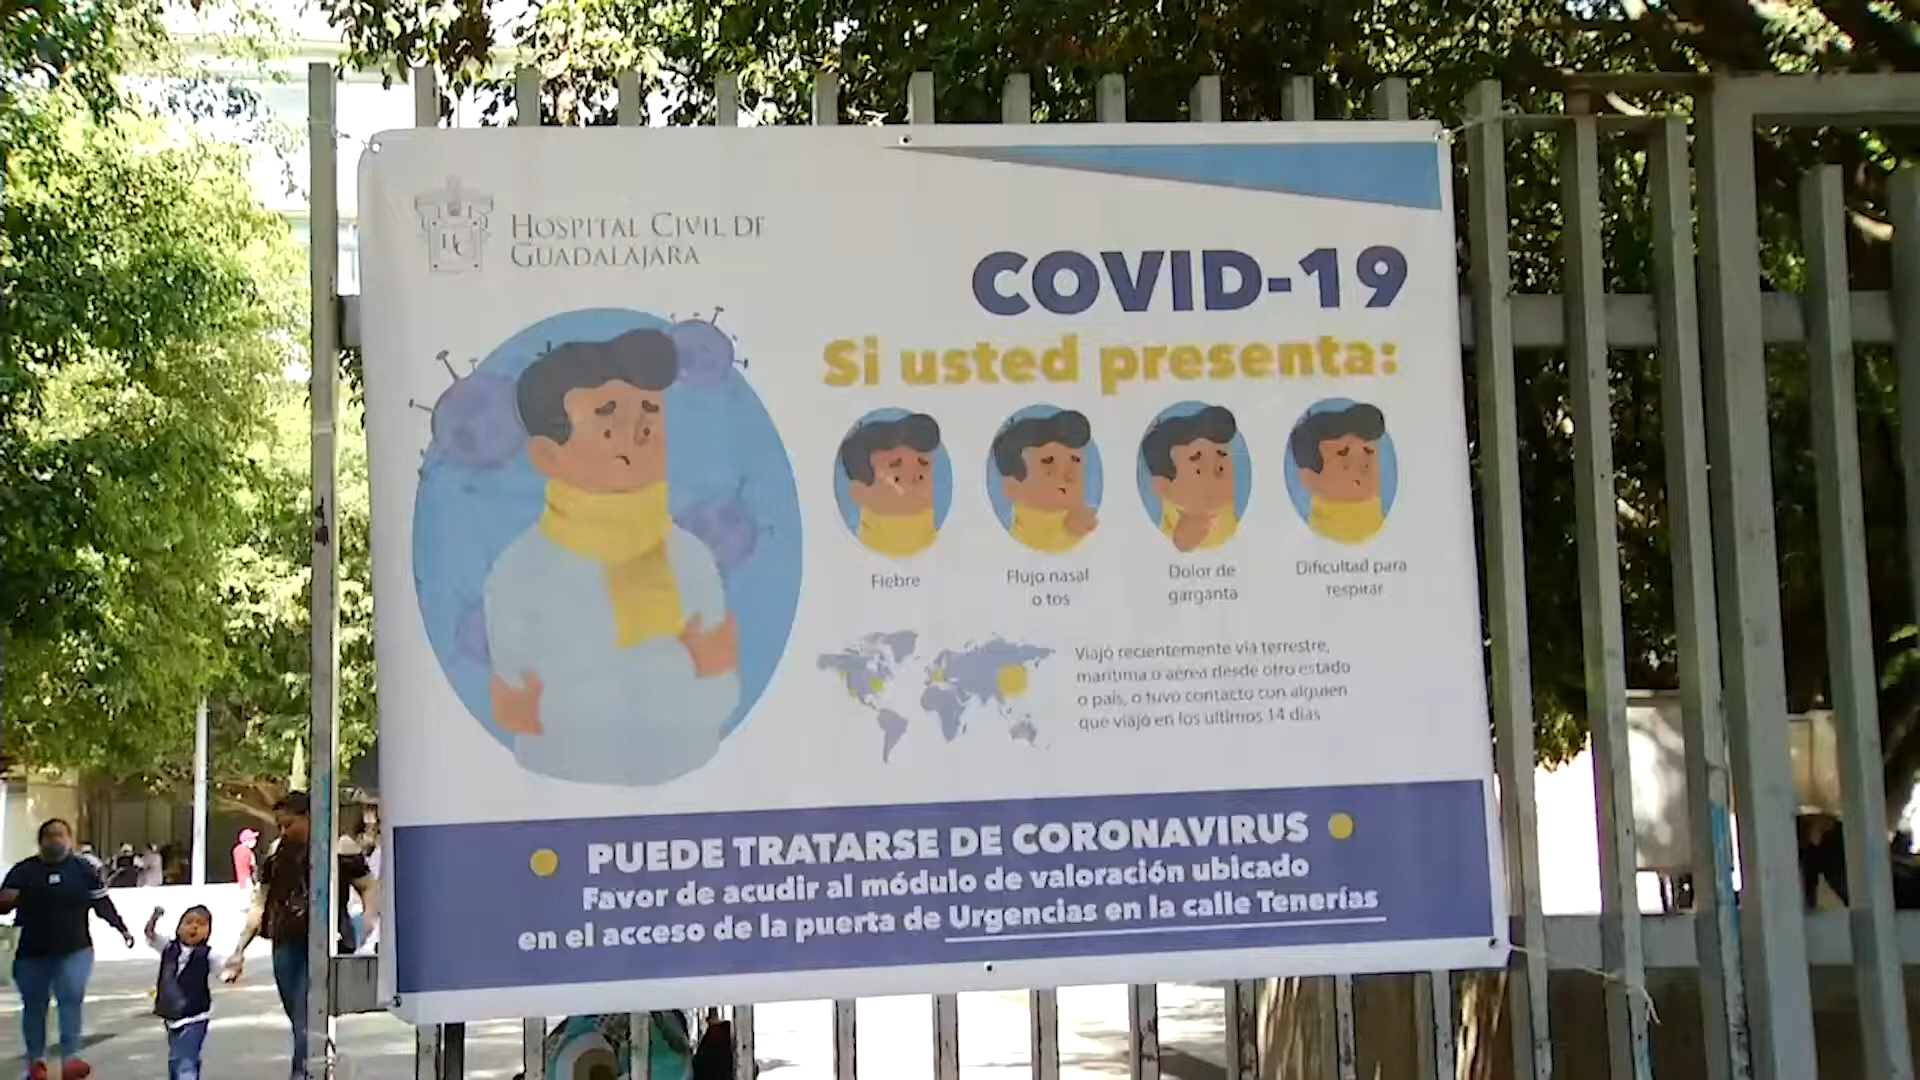 HOSPITAL CIVIL DE
GUADALAJARA
COVID-19
Si usted presenta:
Fiebre
Flujo nasal
o tos
Dolor de
garganta
Dificultad para
respirar
Viajó recientemente vía terrestre,
marítima o aérea desde otro estado
o país, o tuvo contacto con alguien
que viajó en los ultimos 14 días
PUEDE TRATARSE DE CORONAVIRUS
Favor de acudir al módulo de valoración ubicado
en el acceso de la puerta de Urgencias en la calle Tenerías